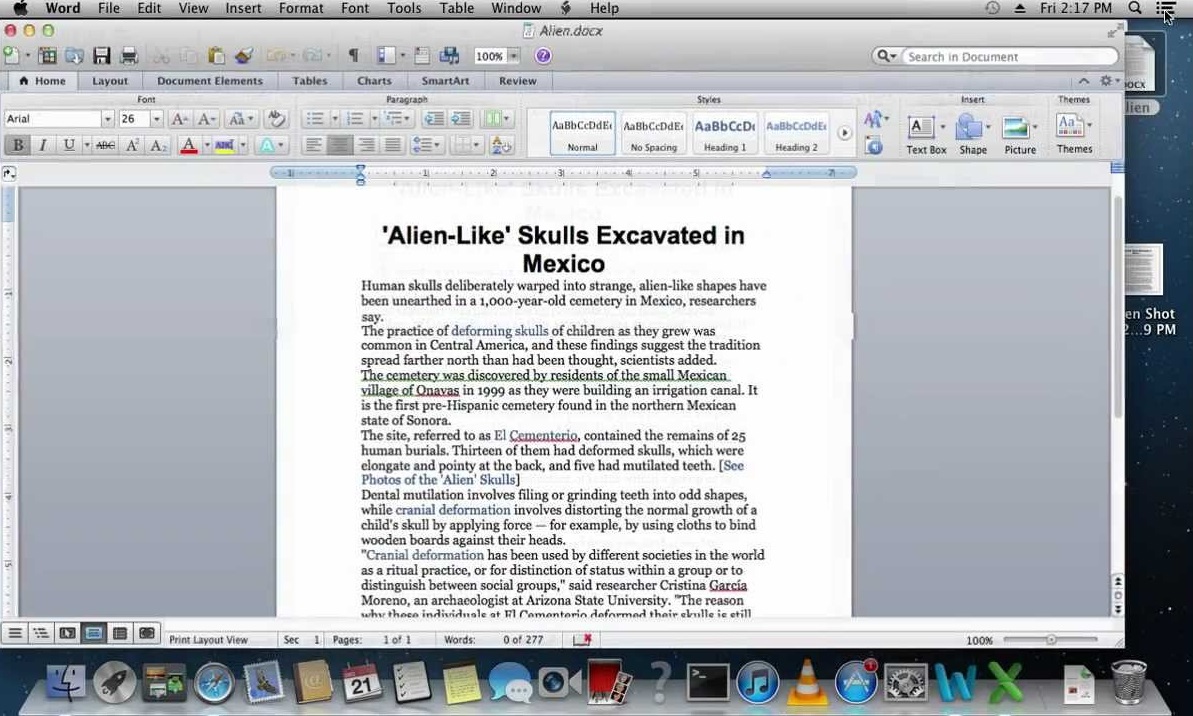 Word File Edit View Insert Format Font Tools Table Window Help Fri 2:17 PM
Alien.docx
100% Search in Document
Home Layout Document Elements Tables Charts SmartArt Review
Font Paragraph Styles Insert Themes
Arial 26 AaBbCcDdE AaBbCcDdE AaBbCcD AaBbCcDdE
Normal No Spacing Heading 1 Heading 2 Text Box Shape Picture Themes
'Alien-Like' Skulls Excavated in
Mexico
Human skulls deliberately warped into strange, alien-like shapes have
been unearthed in a 1,000-year-old cemetery in Mexico, researchers
say.
The practice of deforming skulls of children as they grew was
common in Central America, and these findings suggest the tradition
spread farther north than had been thought, scientists added.
The cemetery was discovered by residents of the small Mexican
village of Onavas in 1999 as they were building an irrigation canal. It
is the first pre-Hispanic cemetery found in the northern Mexican
state of Sonora.
The site, referred to as El Cementerio, contained the remains of 25
human burials. Thirteen of them had deformed skulls, which were
elongate and pointy at the back, and five had mutilated teeth. [See
Photos of the 'Alien' Skulls]
Dental mutilation involves filing or grinding teeth into odd shapes,
while cranial deformation involves distorting the normal growth of a
child's skull by applying force — for example, by using cloths to bind
wooden boards against their heads.
"Cranial deformation has been used by different societies in the world
as a ritual practice, or for distinction of status within a group or to
distinguish between social groups," said researcher Cristina García
Moreno, an archaeologist at Arizona State University. "The reason
why these individuals at El Cementerio deformed their skulls is still
OCX
lien
en Shot
2...9 PM
Print Layout View Sec 1 Pages: 1 of 1 Words: 0 of 277 100%
21